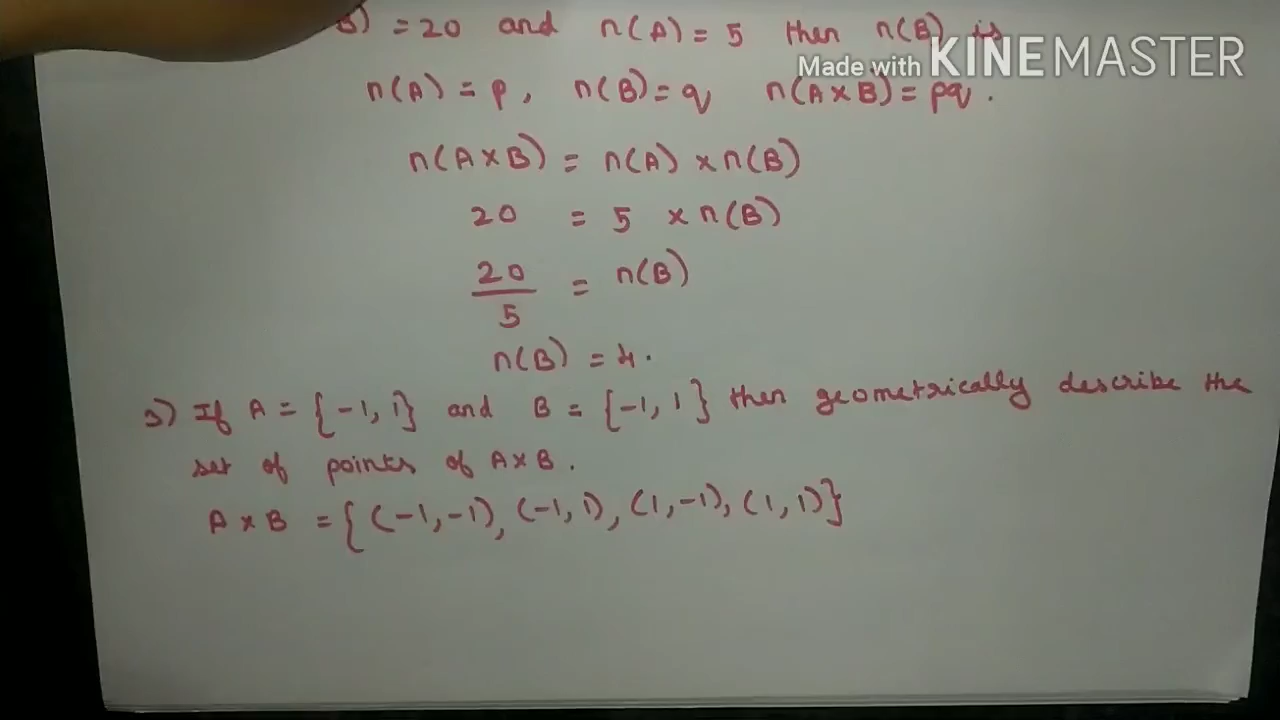 B) = 20 and n(A) = 5 then n(B) is
Made with KINEMASTER
n(A) = p, n(B) = q n(A×B) = pq.
n(A×B) = n(A) × n(B)
20 = 5 × n(B)
20/5 = n(B)
n(B) = 4.
3) If A = {-1, 1} and B = {-1, 1} then geometrically describe the
set of points of A×B.
A × B = {(-1,-1), (-1, 1), (1,-1), (1, 1)}